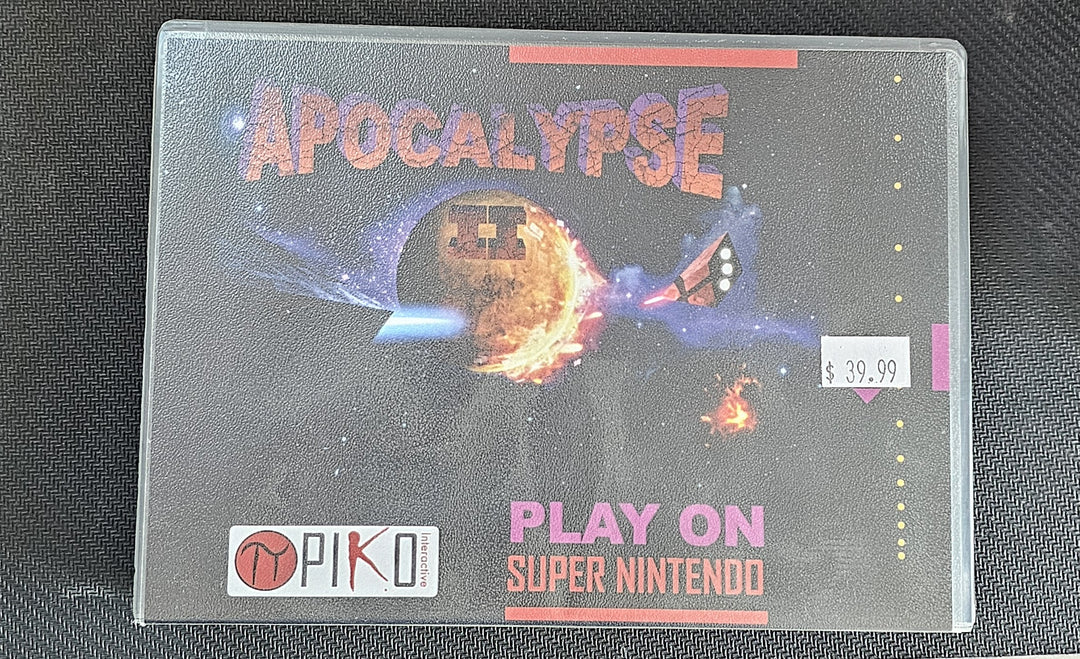 APOCALYPSE
II
$ 39.99
PLAY ON
SUPER NINTENDO
PIKO
interactive